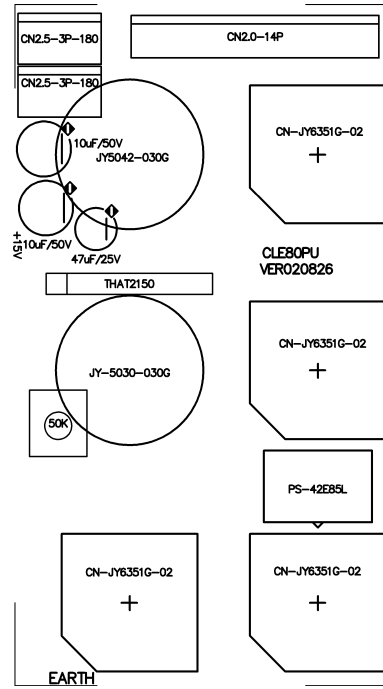 CN2.5-3P-180
CN2.0-14P
CN2.5-3P-180
10uF/50V
JY5042-030G
CN-JY6351G-02
+15V
10uF/50V
47uF/25V
CLE80PU
VER020826
THAT2150
CN-JY6351G-02
JY-5030-030G
50K
PS-42E85L
CN-JY6351G-02
CN-JY6351G-02
EARTH